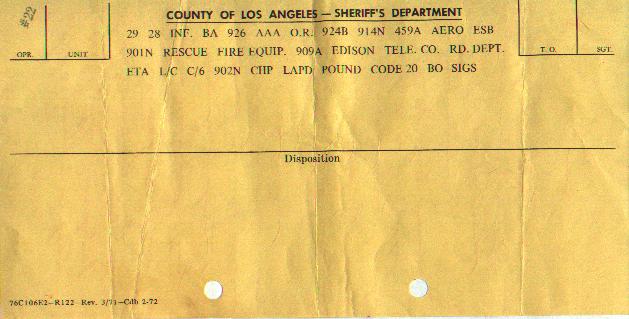 #22
COUNTY OF LOS ANGELES — SHERIFF'S DEPARTMENT
29 28 INF. BA 926 AAA O.R. 924B 914N 459A AERO ESB
OPR. UNIT 901N RESCUE FIRE EQUIP. 909A EDISON TELE. CO. RD. DEPT. T. O. SGT.
ETA L/C C/6 902N CHP LAPD POUND CODE 20 BO SIGS
Disposition
76C106E2—R122—Rev. 3/71—Cdb 2-72